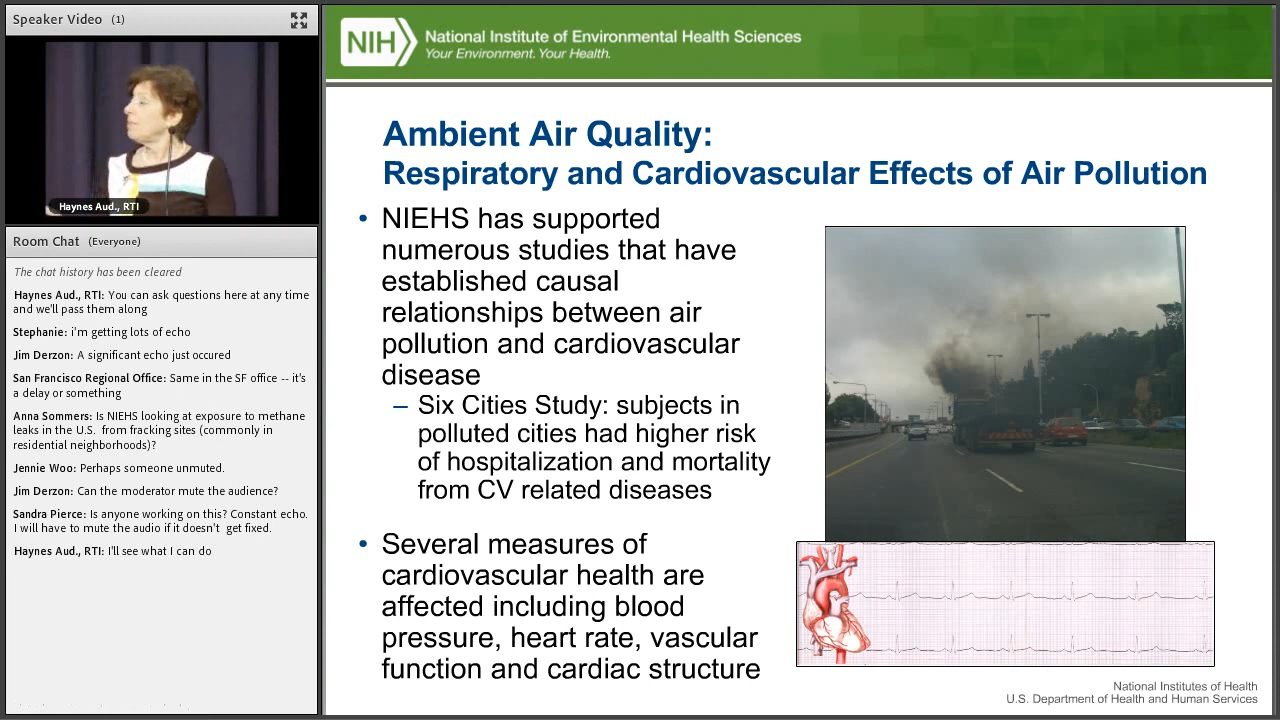 Speaker Video (1)
Haynes Aud., RTI
Room Chat (Everyone)
The chat history has been cleared
Haynes Aud., RTI: You can ask questions here at any time
and we'll pass them along
Stephanie: i'm getting lots of echo
Jim Derzon: A significant echo just occured
San Francisco Regional Office: Same in the SF office -- it's
a delay or something
Anna Sommers: Is NIEHS looking at exposure to methane
leaks in the U.S. from fracking sites (commonly in
residential neighborhoods)?
Jennie Woo: Perhaps someone unmuted.
Jim Derzon: Can the moderator mute the audience?
Sandra Pierce: Is anyone working on this? Constant echo.
I will have to mute the audio if it doesn't get fixed.
Haynes Aud., RTI: I'll see what I can do
NIH National Institute of Environmental Health Sciences
Your Environment. Your Health.
Ambient Air Quality:
Respiratory and Cardiovascular Effects of Air Pollution
• NIEHS has supported
numerous studies that have
established causal
relationships between air
pollution and cardiovascular
disease
– Six Cities Study: subjects in
polluted cities had higher risk
of hospitalization and mortality
from CV related diseases
• Several measures of
cardiovascular health are
affected including blood
pressure, heart rate, vascular
function and cardiac structure
National Institutes of Health
U.S. Department of Health and Human Services